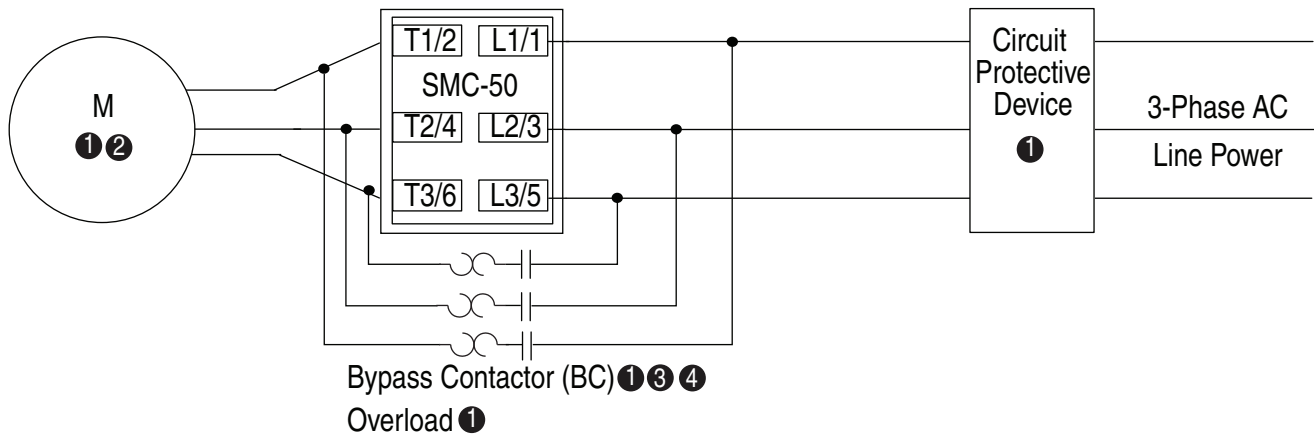 T1/2 L1/1
SMC-50
T2/4 L2/3
T3/6 L3/5
M
❶❷
Circuit
Protective
Device
❶
3-Phase AC
Line Power
Bypass Contactor (BC)❶❸❹
Overload❶